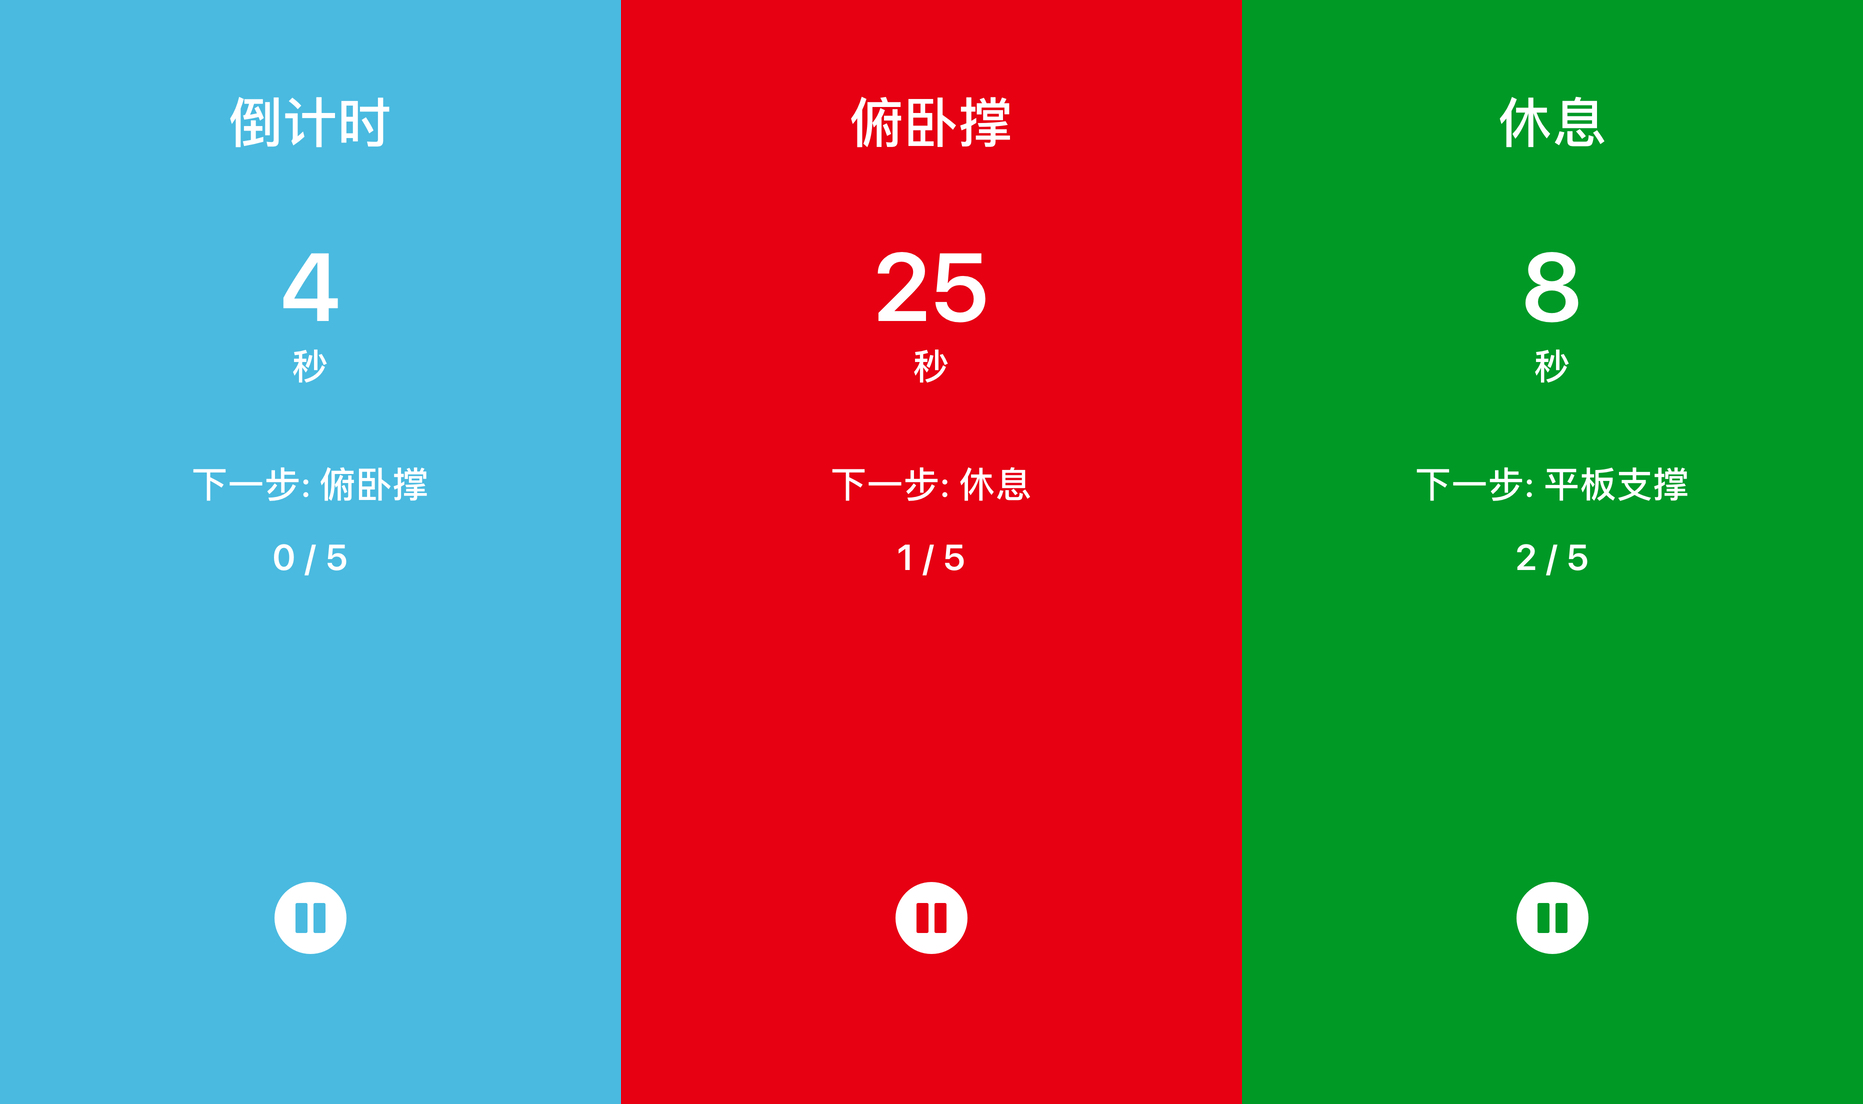 倒计时
4
秒
下一步: 俯卧撑
0 / 5
俯卧撑
25
秒
下一步: 休息
1 / 5
休息
8
秒
下一步: 平板支撑
2 / 5